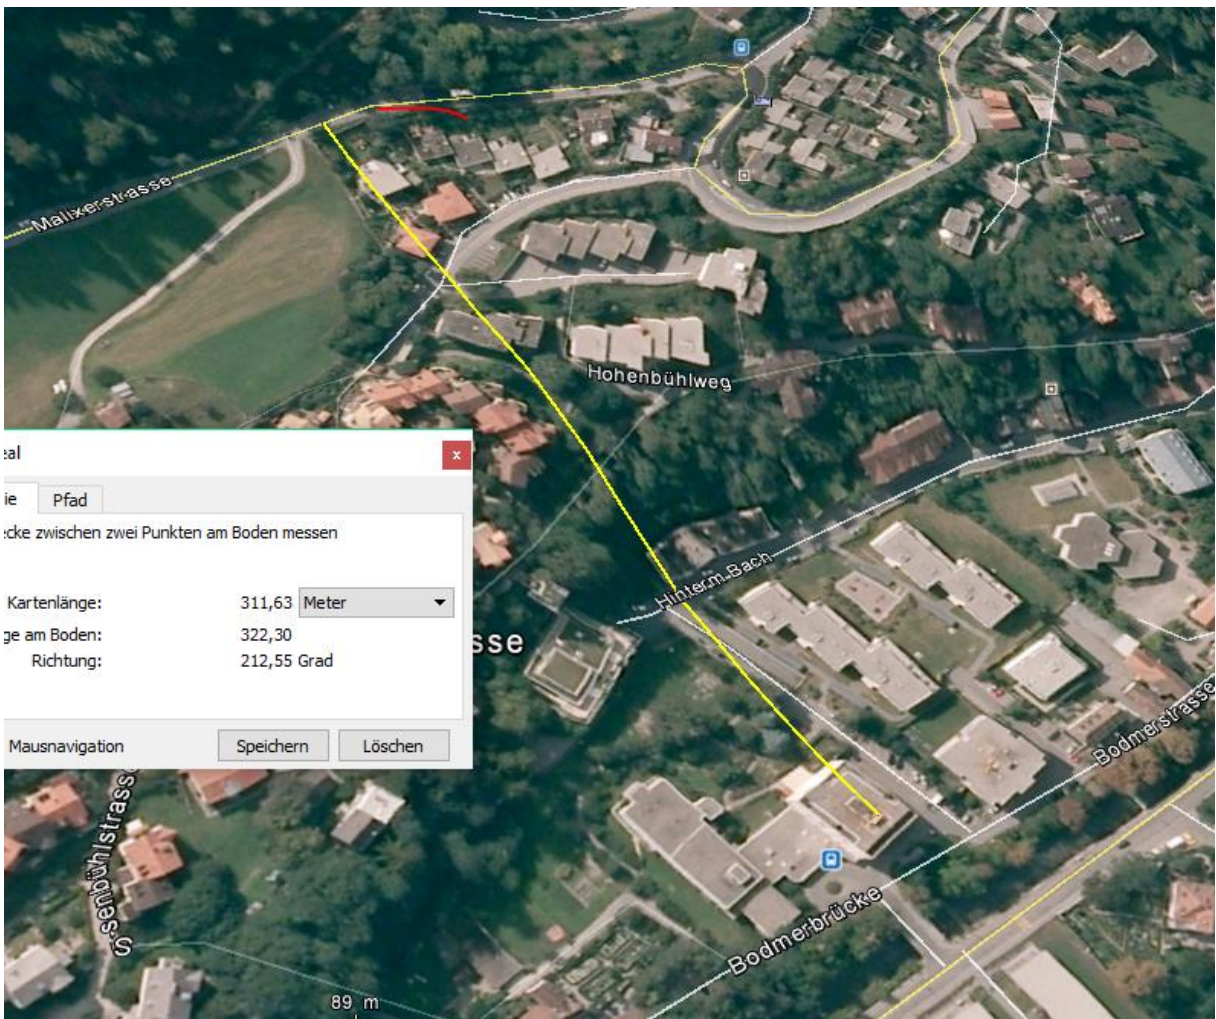 Malixerstrasse
Hohenbühlweg
eal
x
ie Pfad
ecke zwischen zwei Punkten am Boden messen
Kartenlänge: 311,63 Meter
ge am Boden: 322,30
Richtung: 212,55 Grad
Mausnavigation Speichern Löschen
Hinterm Bach
sse
Bodmerstrasse
senbühlstrasse
S
Bodmerbrücke
89 m